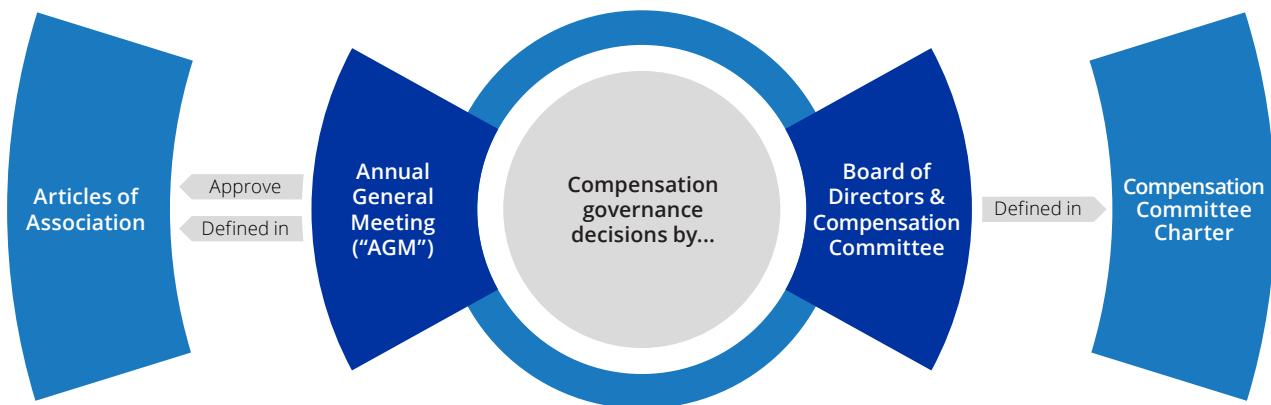 Articles of
Association
Approve
Defined in
Annual
General
Meeting
(“AGM”)
Compensation
governance
decisions by...
Board of
Directors &
Compensation
Committee
Defined in
Compensation
Committee
Charter